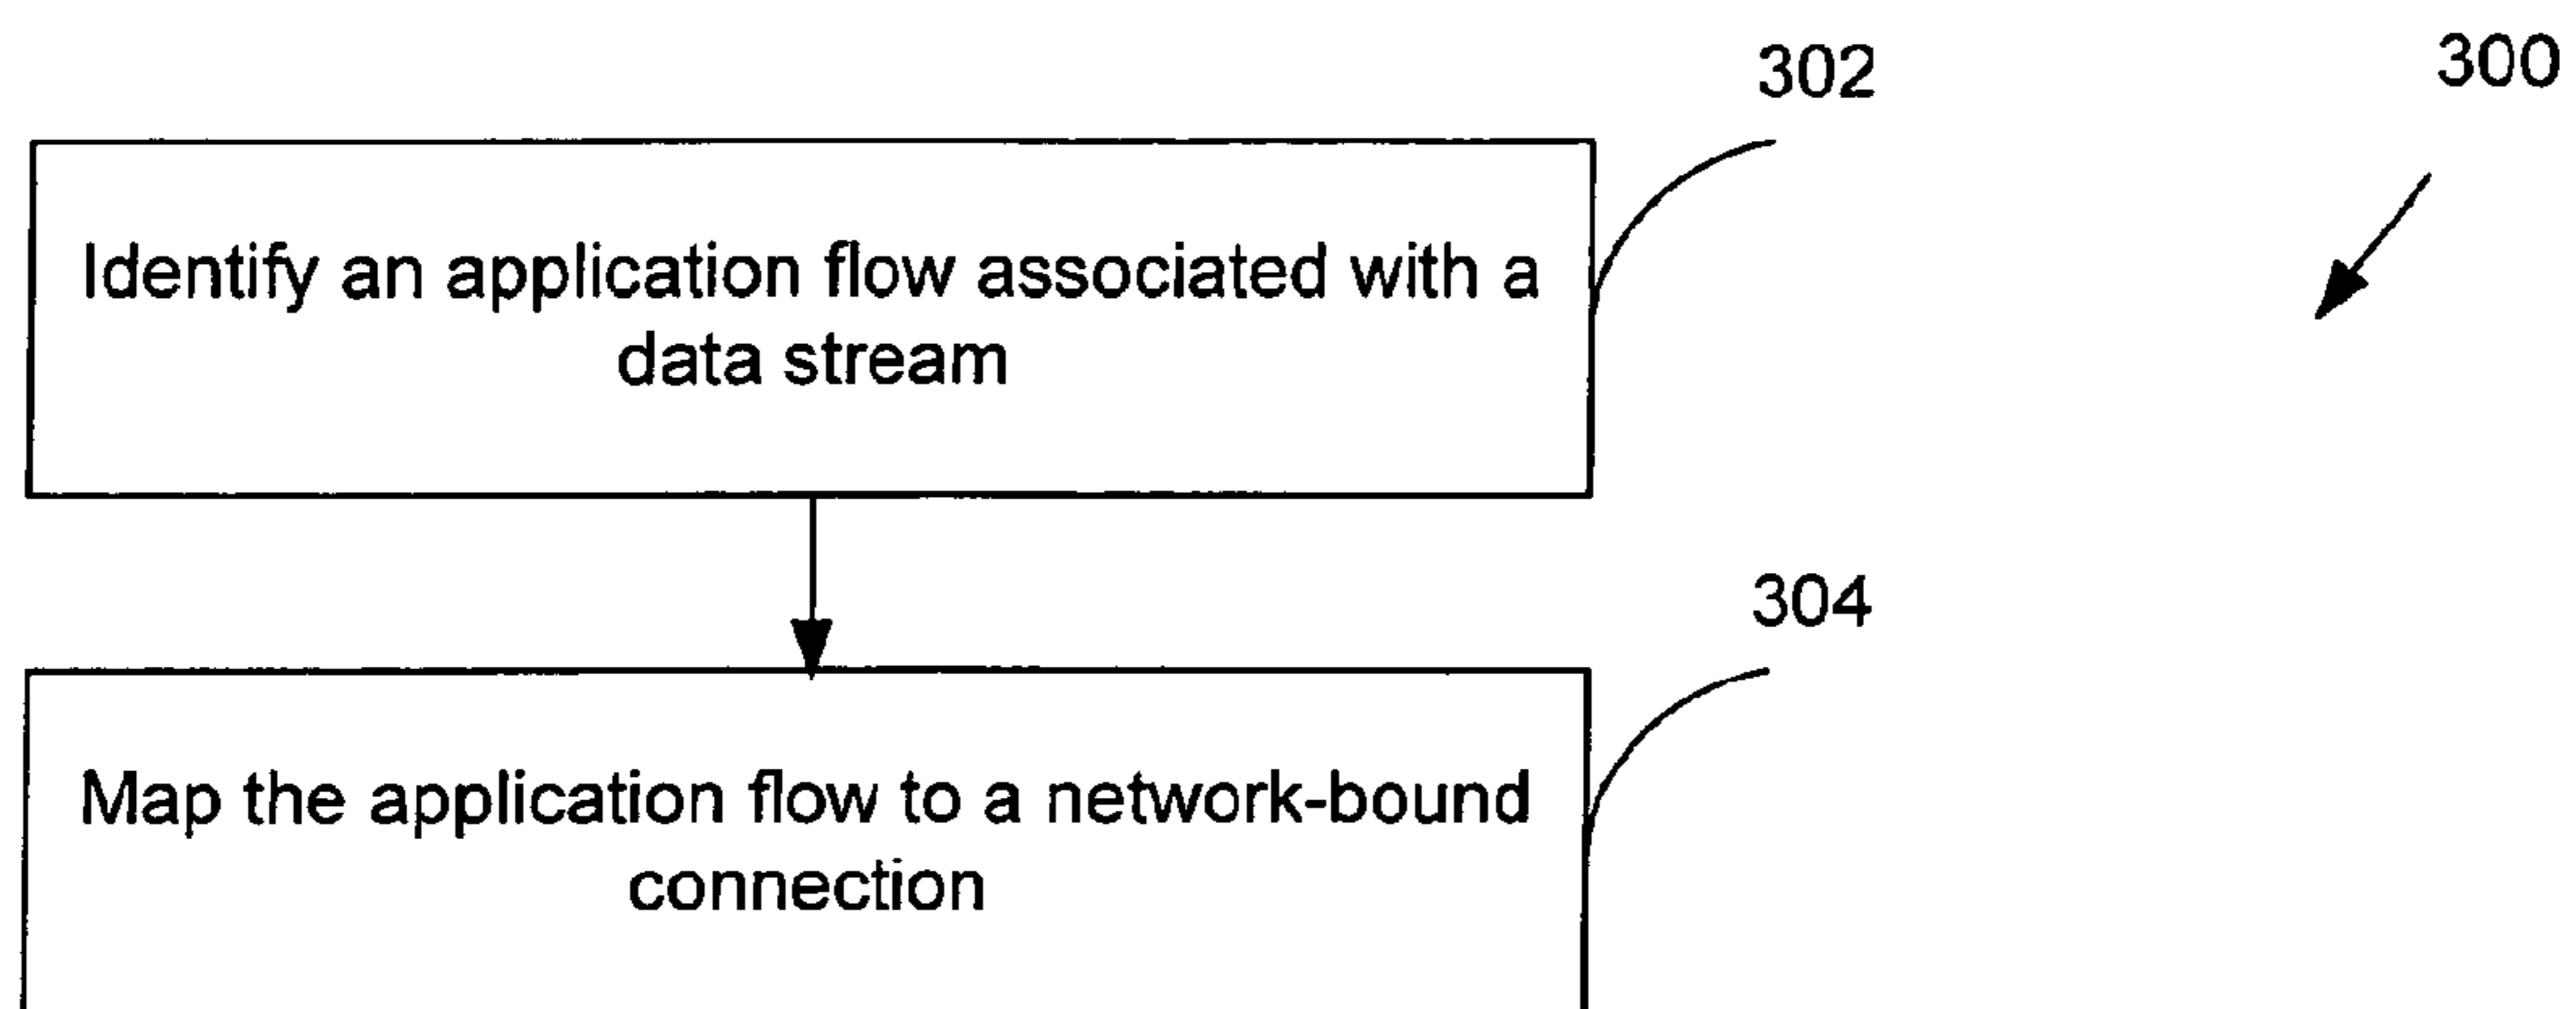 302
300
Identify an application flow associated with a
data stream
304
Map the application flow to a network-bound
connection